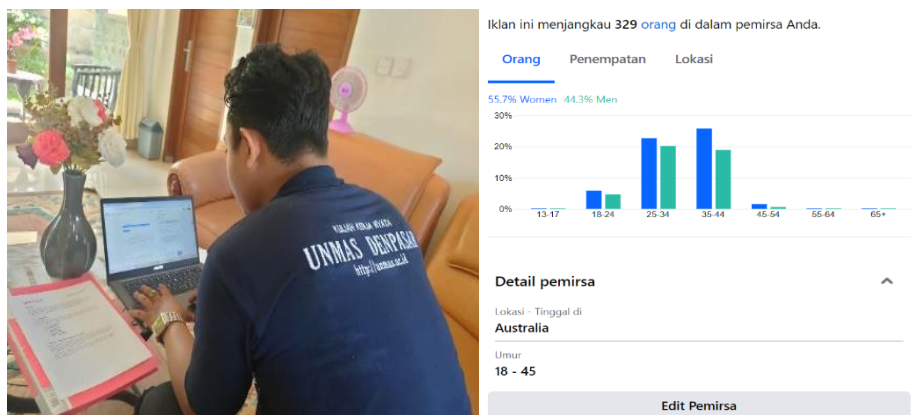 KULIAH KERJA NYATA
UNMAS DENPASAR
http://unmas.ac.id
Iklan ini menjangkau 329 orang di dalam pemirsa Anda.
Orang Penempatan Lokasi
55.7% Women 44.3% Men
30%
20%
10%
0%
13-17 18-24 25-34 35-44 45-54 55-64 65+
Detail pemirsa
Lokasi - Tinggal di
Australia
Umur
18 - 45
Edit Pemirsa